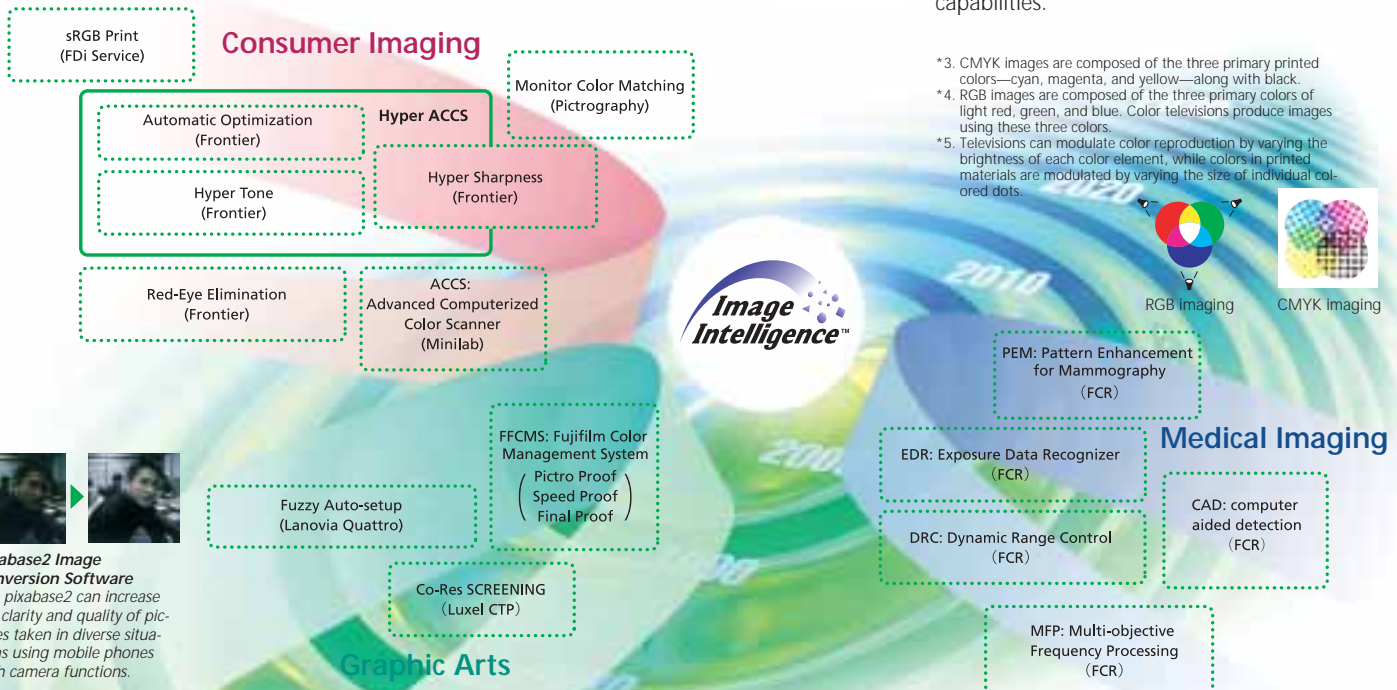 capabilities.
sRGB Print
(FDi Service)
Consumer Imaging
Monitor Color Matching
(Pictrography)
Hyper ACCS
Automatic Optimization
(Frontier)
Hyper Sharpness
(Frontier)
Hyper Tone
(Frontier)
Red-Eye Elimination
(Frontier)
ACCS:
Advanced Computerized
Color Scanner
(Minilab)
*3. CMYK images are composed of the three primary printed
colors—cyan, magenta, and yellow—along with black.
*4. RGB images are composed of the three primary colors of
light red, green, and blue. Color televisions produce images
using these three colors.
*5. Televisions can modulate color reproduction by varying the
brightness of each color element, while colors in printed
materials are modulated by varying the size of individual col-
ored dots.
RGB imaging
CMYK imaging
2020
2010
Image
Intelligence™
PEM: Pattern Enhancement
for Mammography
(FCR)
Medical Imaging
EDR: Exposure Data Recognizer
(FCR)
CAD: computer
aided detection
(FCR)
DRC: Dynamic Range Control
(FCR)
MFP: Multi-objective
Frequency Processing
(FCR)
FFCMS: Fujifilm Color
Management System
(Pictro Proof
Speed Proof
Final Proof)
Fuzzy Auto-setup
(Lanovia Quattro)
Co-Res SCREENING
(Luxel CTP)
Graphic Arts
abase2 Image
nversion Software
pixabase2 can increase
clarity and quality of pic-
es taken in diverse situa-
ns using mobile phones
h camera functions.